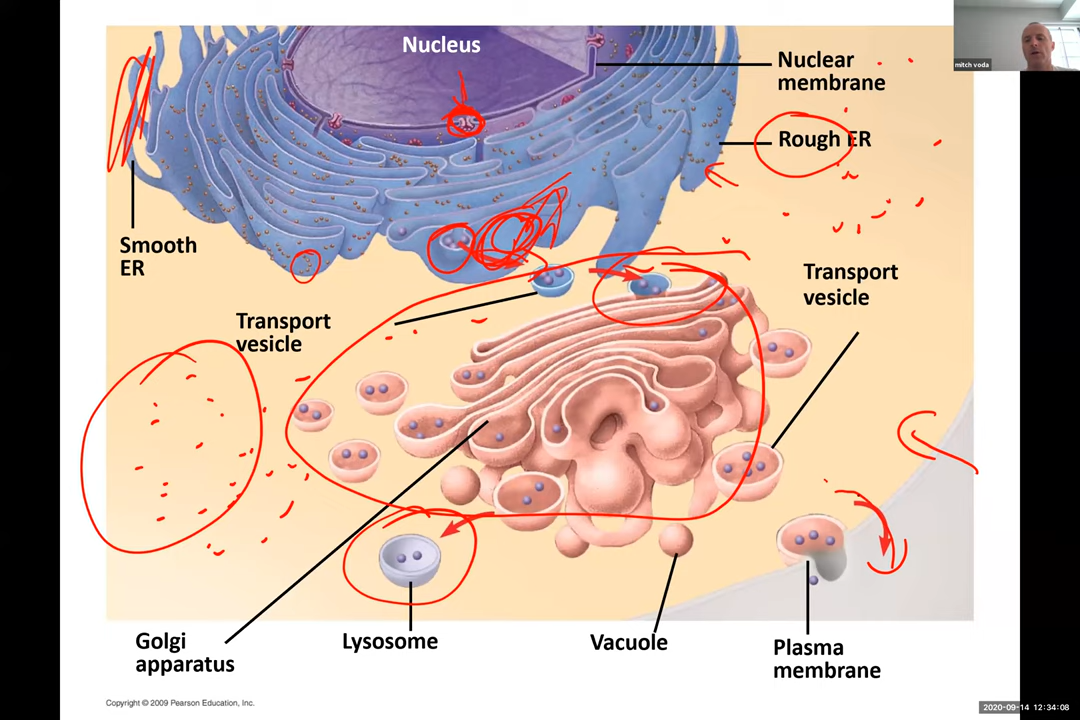 Nucleus
mitch voda
Nuclear
membrane
Rough ER
Smooth
ER
Transport
vesicle
Transport
vesicle
Golgi
apparatus
Lysosome
Vacuole
Plasma
membrane
Copyright © 2009 Pearson Education, Inc.
2020-09-14 12:34:08